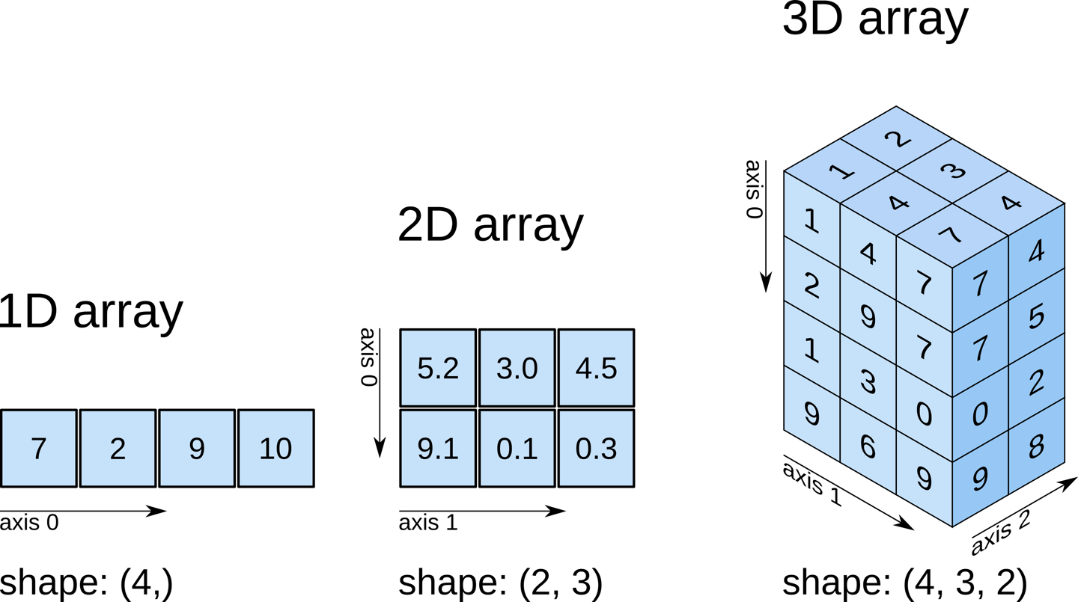 1D array
7 2 9 10
axis 0
shape: (4,)
2D array
axis 0
5.2 3.0 4.5
9.1 0.1 0.3
axis 1
shape: (2, 3)
3D array
axis 0
2
1 3
4 4
7
1 4 7 7 4
2 9 7 7 5
1 3 0 0 2
9 6 9 9 8
axis 1
axis 2
shape: (4, 3, 2)